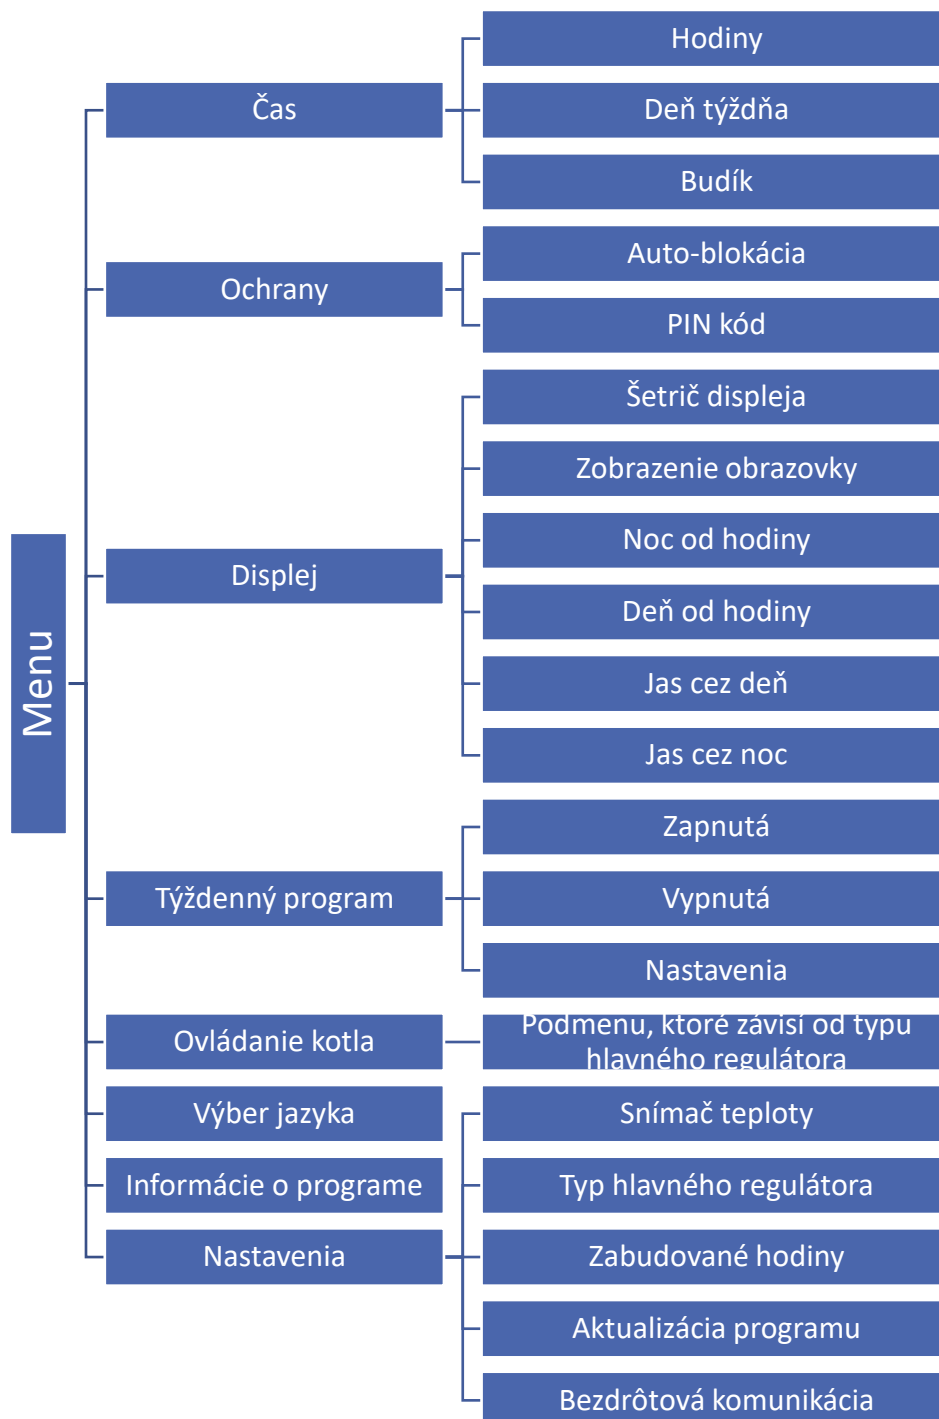 Menu
Čas
Hodiny
Deň týždňa
Budík
Ochrany
Auto-blokácia
PIN kód
Displej
Šetrič displeja
Zobrazenie obrazovky
Noc od hodiny
Deň od hodiny
Jas cez deň
Jas cez noc
Týždenný program
Zapnutá
Vypnutá
Nastavenia
Ovládanie kotla
Podmenu, ktoré závisí od typu
hlavného regulátora
Výber jazyka
Informácie o programe
Nastavenia
Snímač teploty
Typ hlavného regulátora
Zabudované hodiny
Aktualizácia programu
Bezdrôtová komunikácia